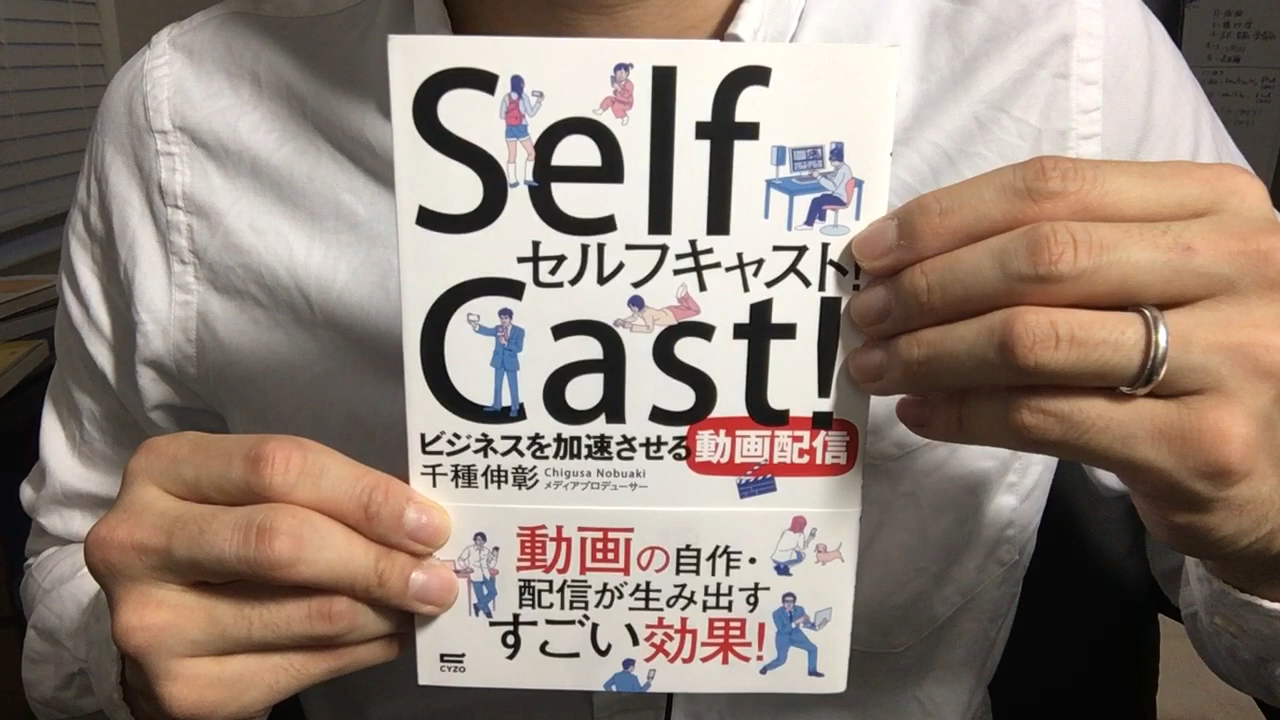 Self
セルフキャスト!
Cast!
ビジネスを加速させる動画配信
千種伸彰 Chigusa Nobuaki
メディアプロデューサー
動画の自作・
配信が生み出す
すごい効果!
CYZO